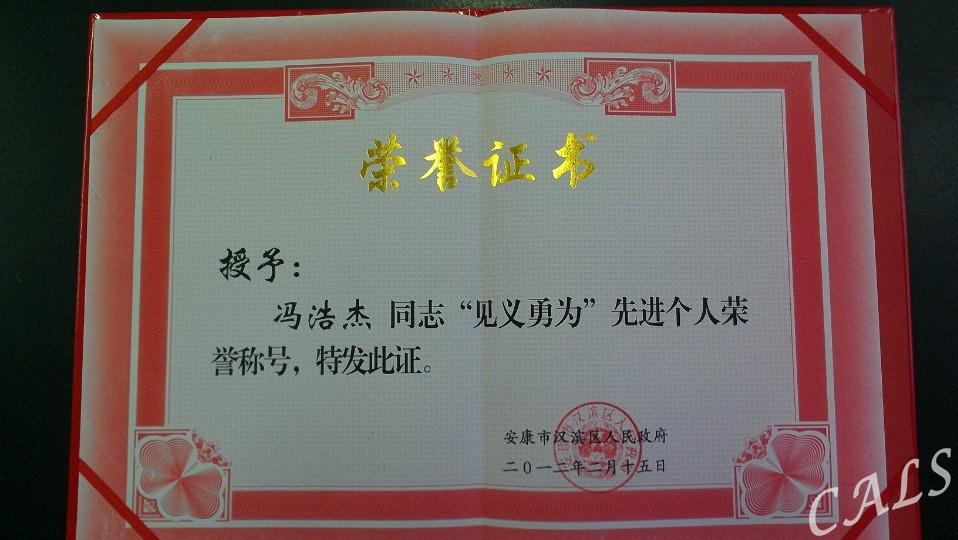 荣誉证书
授予：
冯浩杰 同志“见义勇为”先进个人荣
誉称号，特发此证。
安康市汉滨区人民政府
二〇一二年二月十五日
CALS